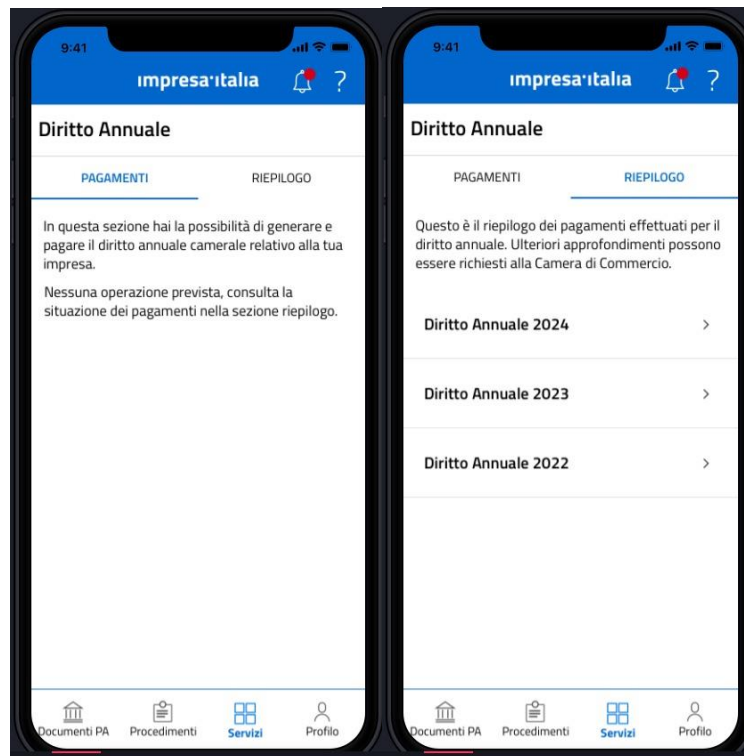 9:41
impresa italia
?
Diritto Annuale
PAGAMENTI RIEPILOGO
In questa sezione hai la possibilità di generare e
pagare il diritto annuale camerale relativo alla tua
impresa.
Nessuna operazione prevista, consulta la
situazione dei pagamenti nella sezione riepilogo.
Documenti PA Procedimenti Servizi Profilo
9:41
impresa italia
?
Diritto Annuale
PAGAMENTI RIEPILOGO
Questo è il riepilogo dei pagamenti effettuati per il
diritto annuale. Ulteriori approfondimenti possono
essere richiesti alla Camera di Commercio.
Diritto Annuale 2024
Diritto Annuale 2023
Diritto Annuale 2022
Documenti PA Procedimenti Servizi Profilo